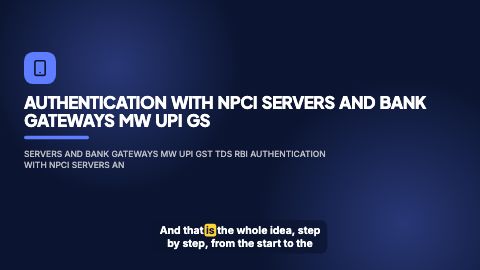 AUTHENTICATION WITH NPCI SERVERS AND BANK
GATEWAYS MW UPI GS
SERVERS AND BANK GATEWAYS MW UPI GST TDS RBI AUTHENTICATION
WITH NPCI SERVERS AN
And that is the whole idea, step
by step, from the start to the